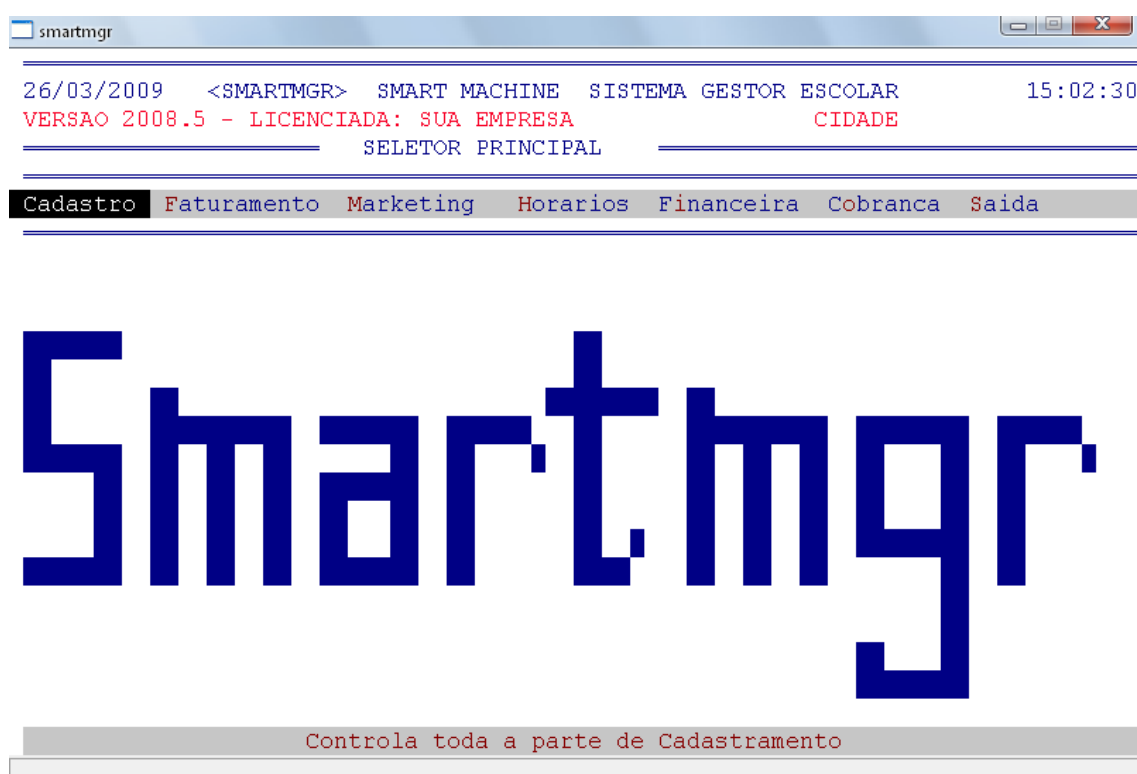 smartmgr
26/03/2009 <SMARTMGR> SMART MACHINE SISTEMA GESTOR ESCOLAR 15:02:30
VERSAO 2008.5 - LICENCIADA: SUA EMPRESA CIDADE
SELETOR PRINCIPAL
Cadastro Faturamento Marketing Horarios Financeira Cobranca Saida
Smartmgr
Controla toda a parte de Cadastramento